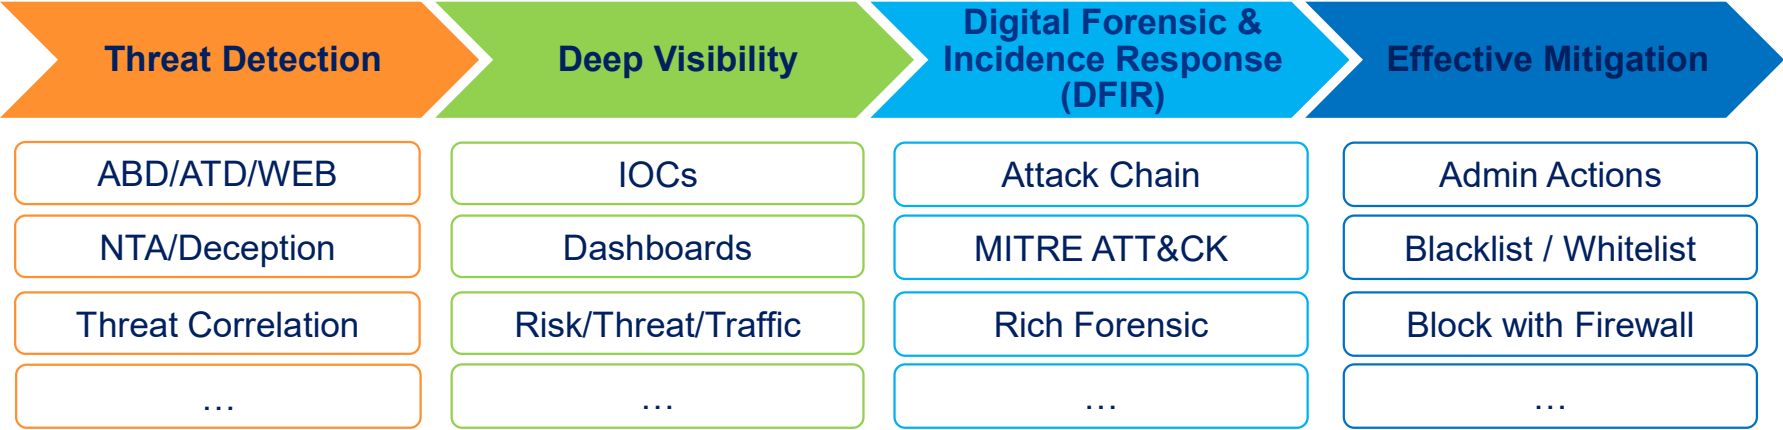 Threat Detection
Deep Visibility
Digital Forensic &
Incidence Response
(DFIR)
Effective Mitigation
ABD/ATD/WEB
IOCs
Attack Chain
Admin Actions
NTA/Deception
Dashboards
MITRE ATT&CK
Blacklist / Whitelist
Threat Correlation
Risk/Threat/Traffic
Rich Forensic
Block with Firewall
…
…
…
…